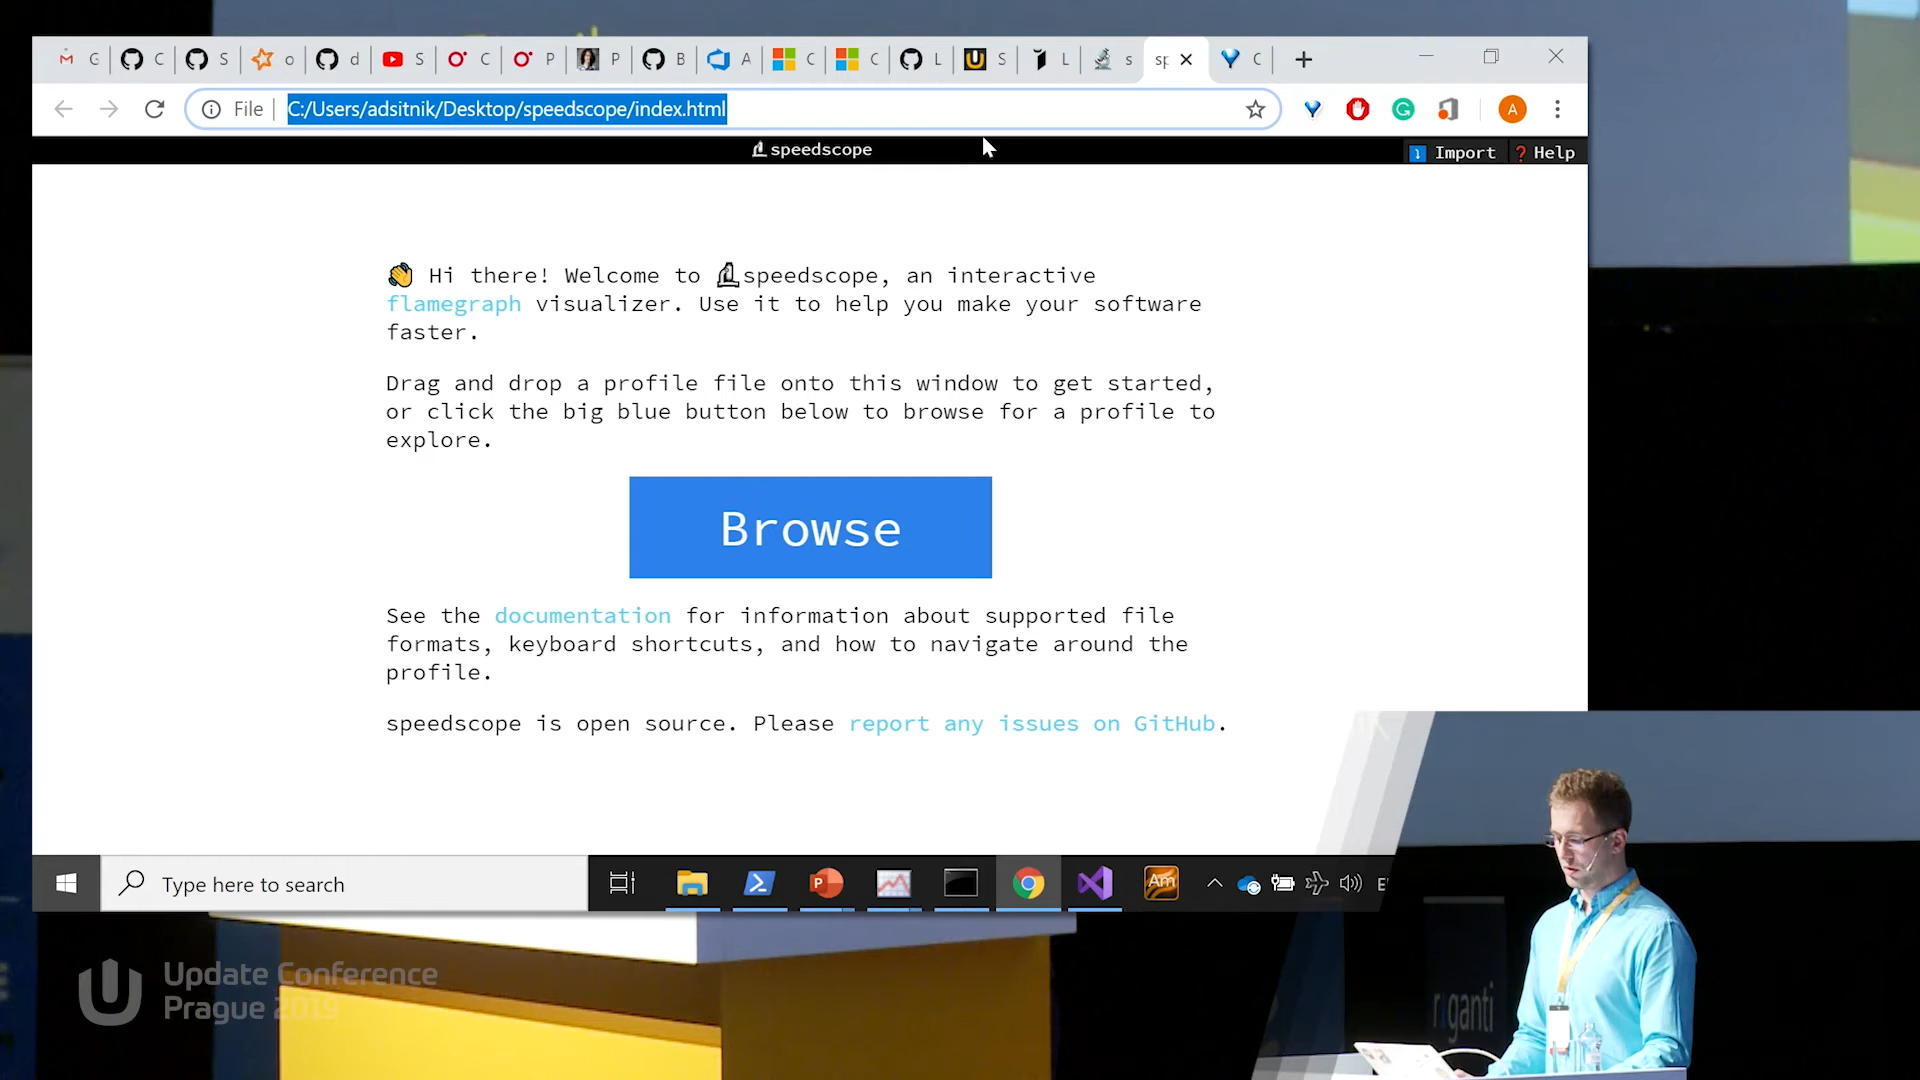 G C S o d S C P P B A C C L S L s sp C
File C:/Users/adsitnik/Desktop/speedscope/index.html
A
speedscope
Import ? Help
Hi there! Welcome to speedscope, an interactive
flamegraph visualizer. Use it to help you make your software
faster.
Drag and drop a profile file onto this window to get started,
or click the big blue button below to browse for a profile to
explore.
Browse
See the documentation for information about supported file
formats, keyboard shortcuts, and how to navigate around the
profile.
speedscope is open source. Please report any issues on GitHub.
Type here to search
Am
Update Conference
Prague 2019
riganti